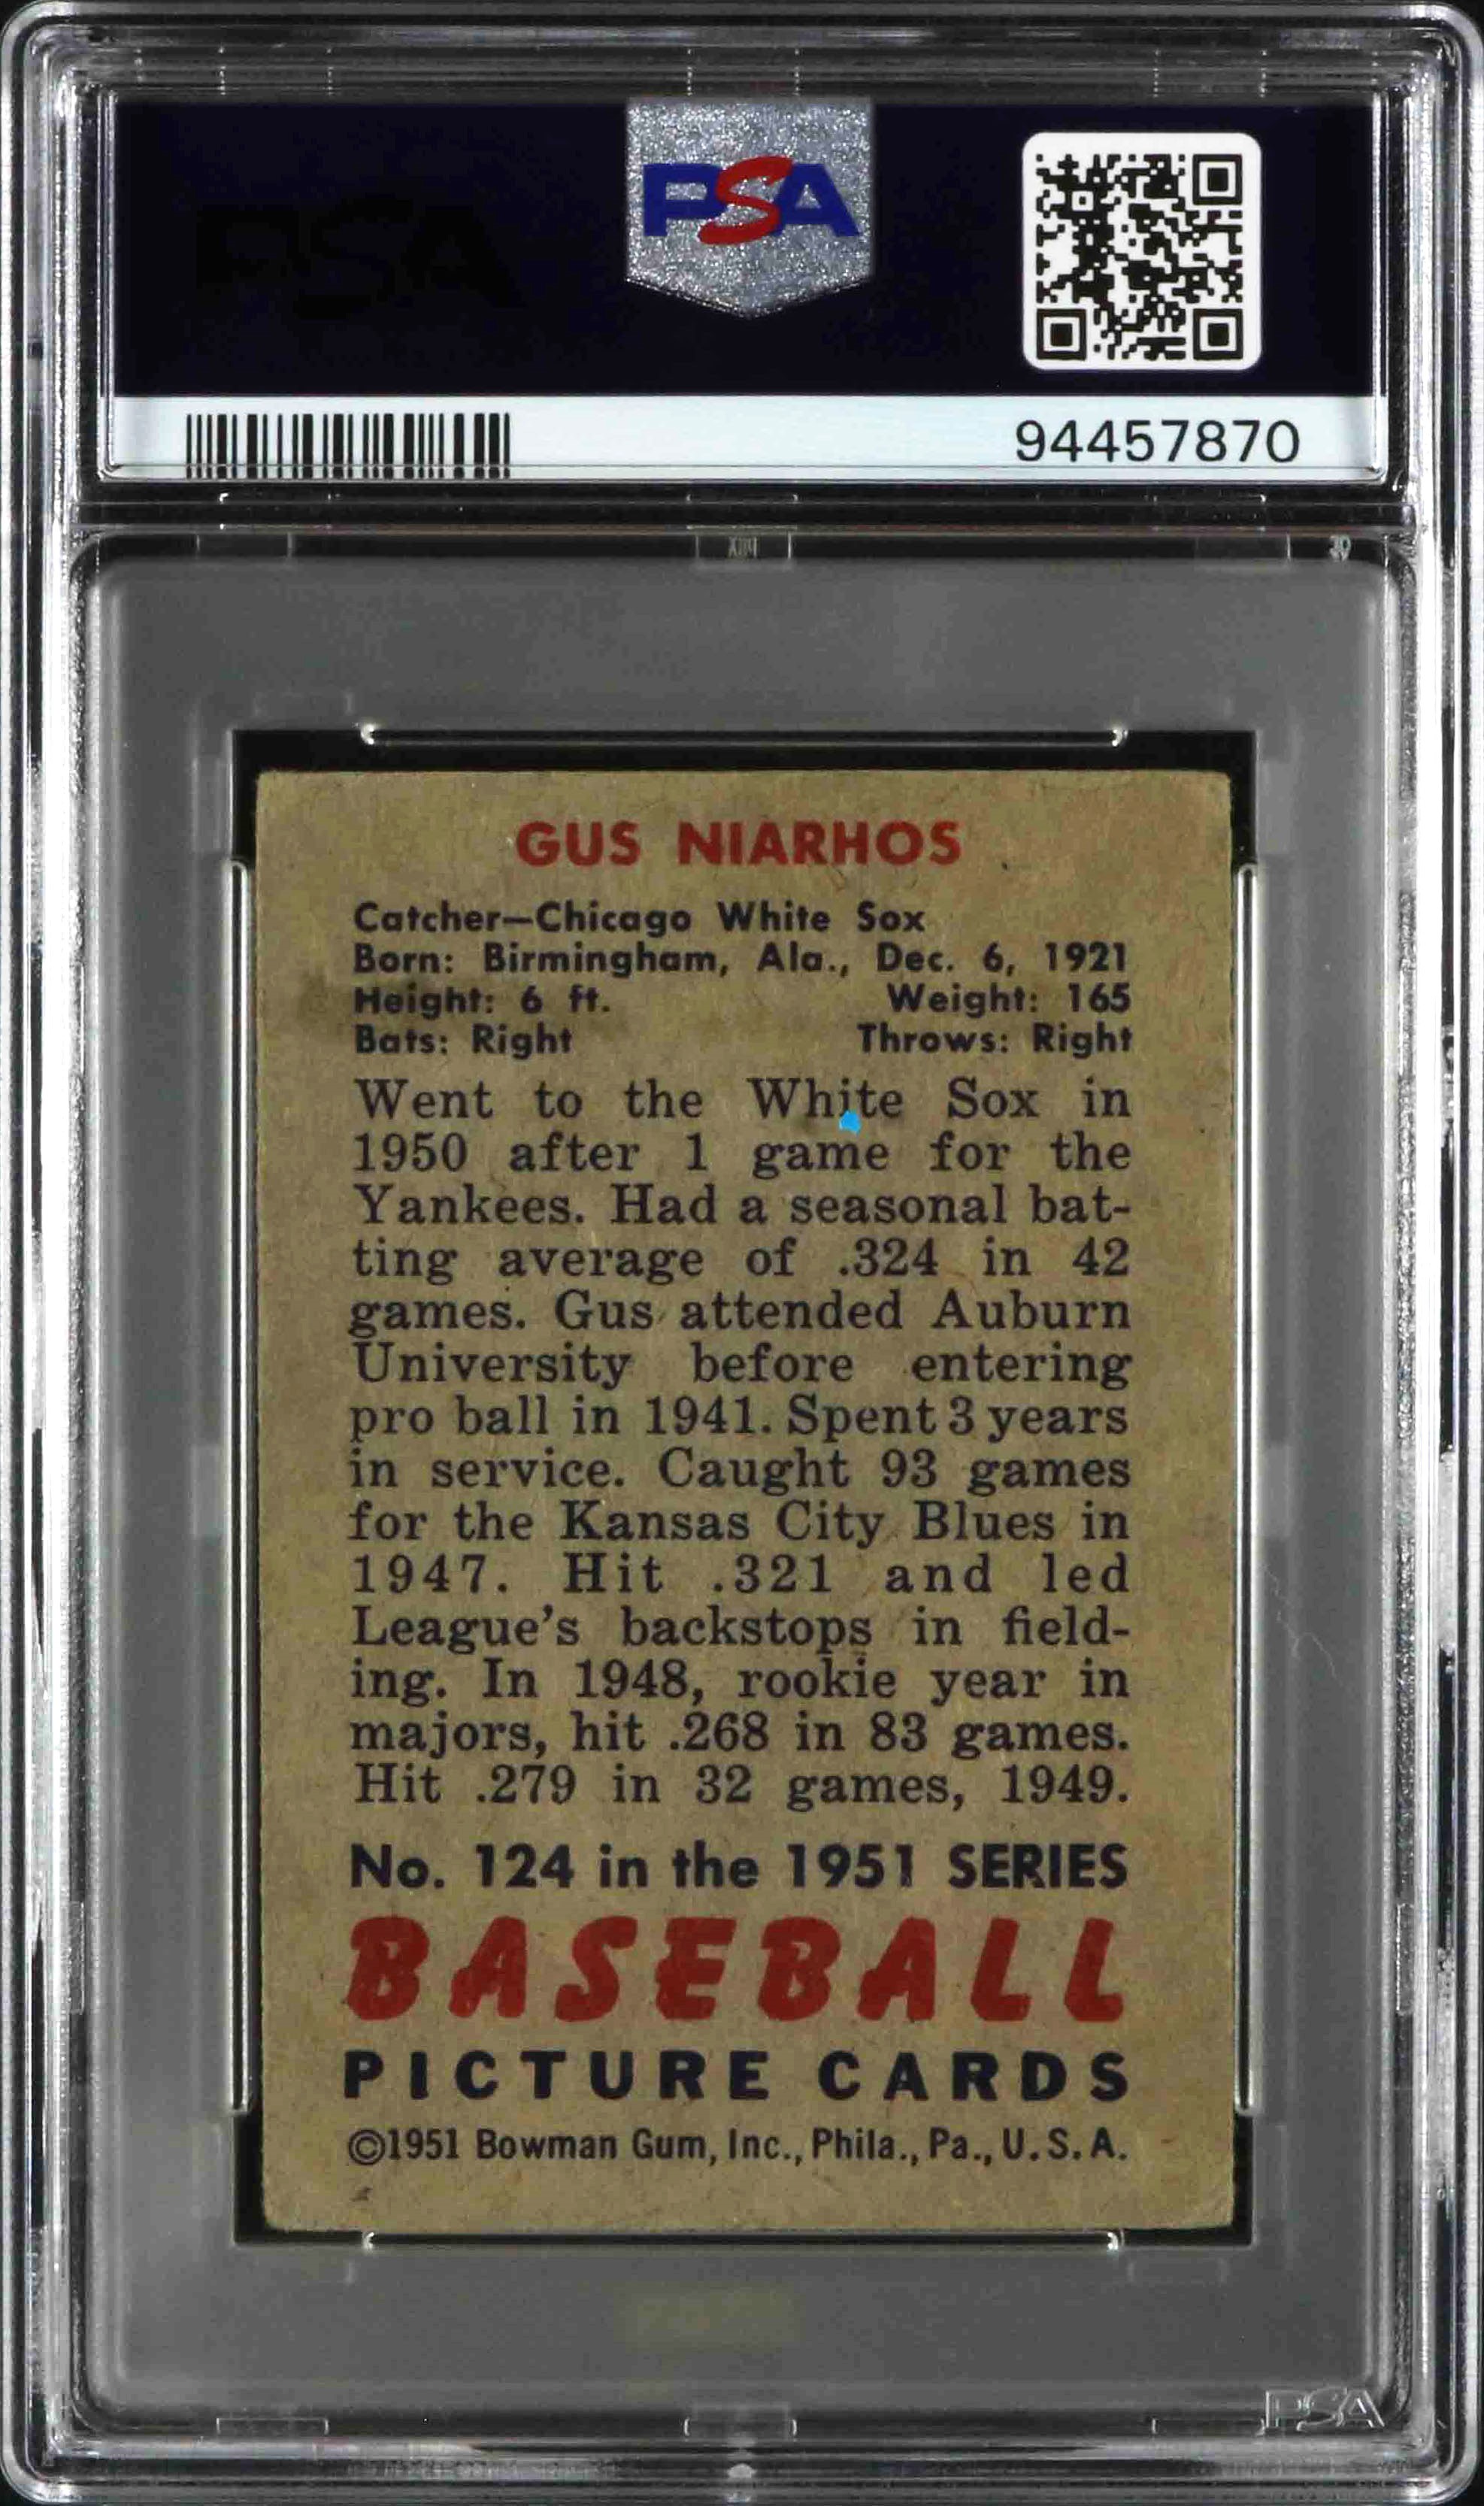 PSA
94457870
GUS NIARHOS
Catcher—Chicago White Sox
Born: Birmingham, Ala., Dec. 6, 1921
Height: 6 ft. Weight: 165
Bats: Right Throws: Right
Went to the White Sox in
1950 after 1 game for the
Yankees. Had a seasonal bat-
ting average of .324 in 42
games. Gus attended Auburn
University before entering
pro ball in 1941. Spent 3 years
in service. Caught 93 games
for the Kansas City Blues in
1947. Hit .321 and led
League's backstops in field-
ing. In 1948, rookie year in
majors, hit .268 in 83 games.
Hit .279 in 32 games, 1949.
No. 124 in the 1951 SERIES
BASEBALL
PICTURE CARDS
©1951 Bowman Gum, Inc., Phila., Pa., U.S.A.
PSA